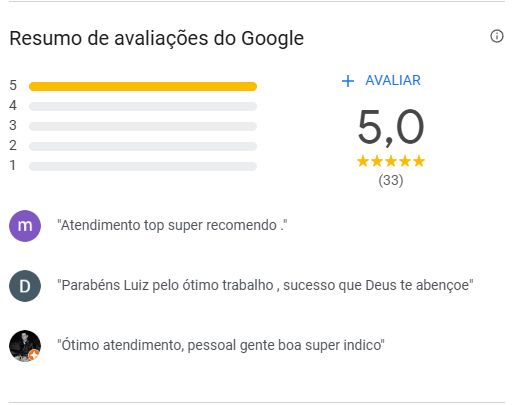 Resumo de avaliações do Google
5
4
3
2
1
+ AVALIAR
5,0
(33)
m
"Atendimento top super recomendo ."
D
"Parabéns Luiz pelo ótimo trabalho , sucesso que Deus te abençoe"
"Ótimo atendimento, pessoal gente boa super indico"